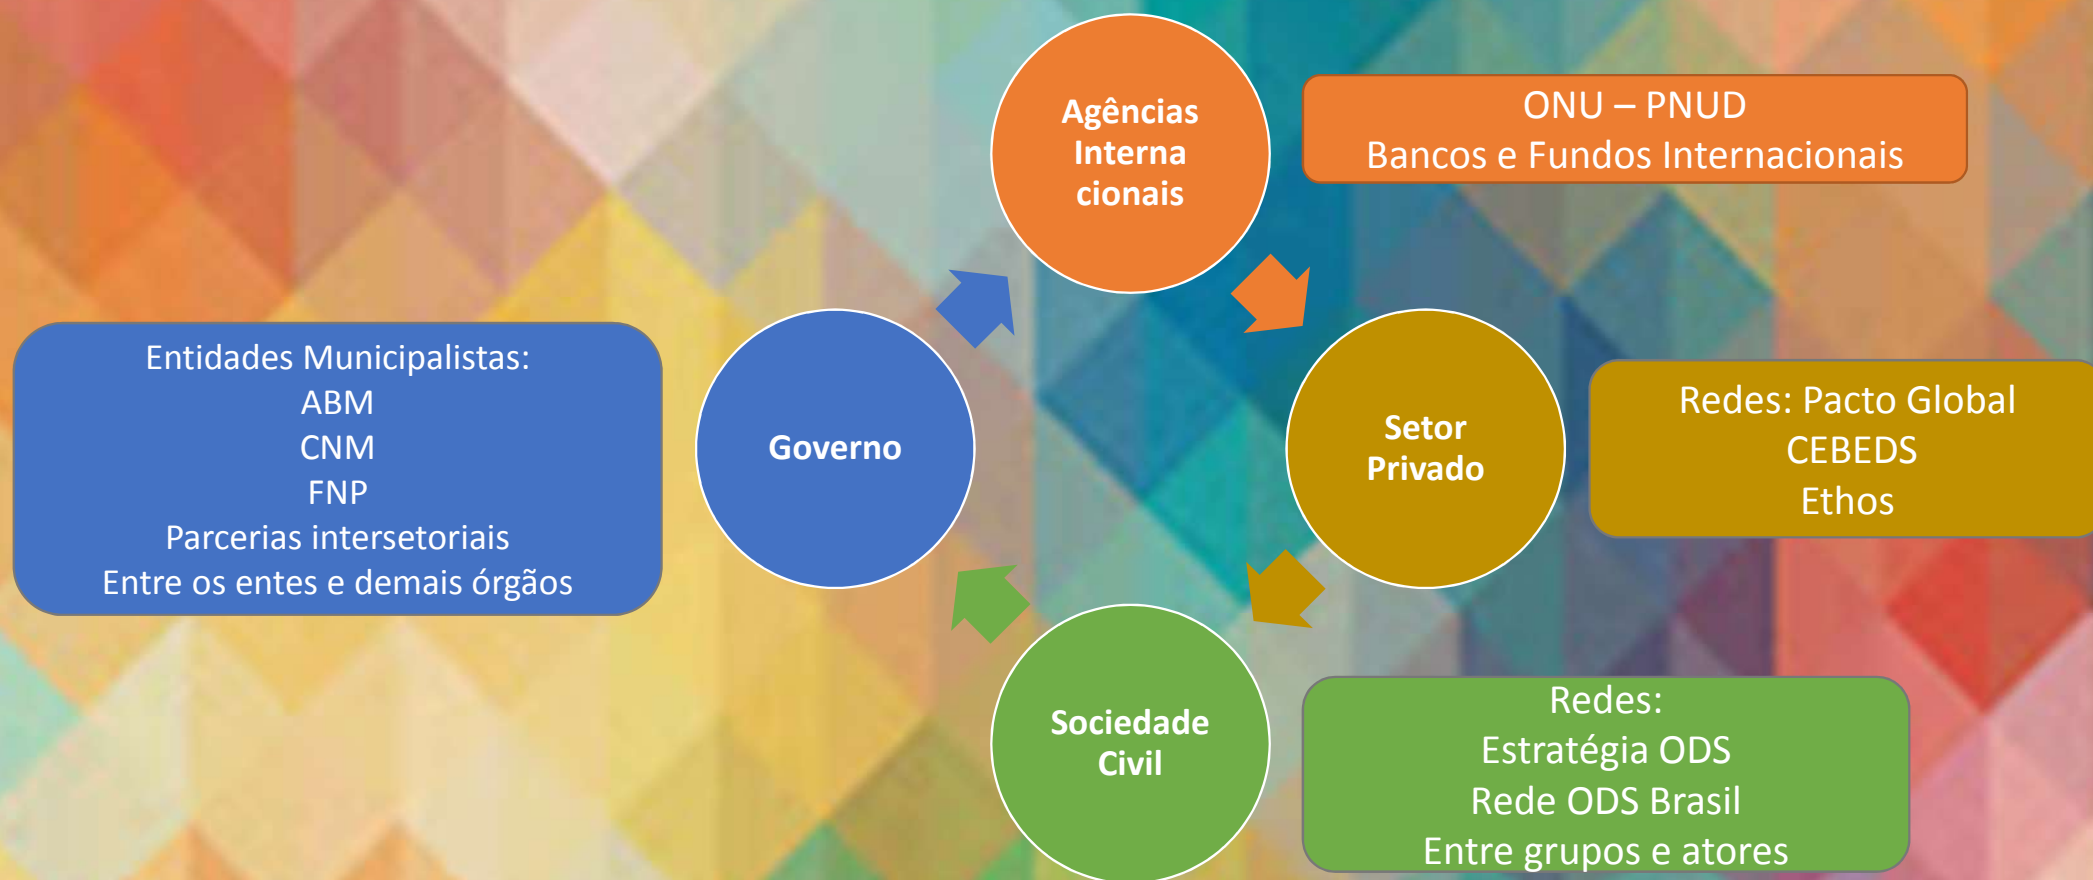 Agências
Interna
cionais
ONU – PNUD
Bancos e Fundos Internacionais
Entidades Municipalistas:
ABM
CNM
FNP
Parcerias intersetoriais
Entre os entes e demais órgãos
Governo
Setor
Privado
Redes: Pacto Global
CEBEDS
Ethos
Sociedade
Civil
Redes:
Estratégia ODS
Rede ODS Brasil
Entre grupos e atores